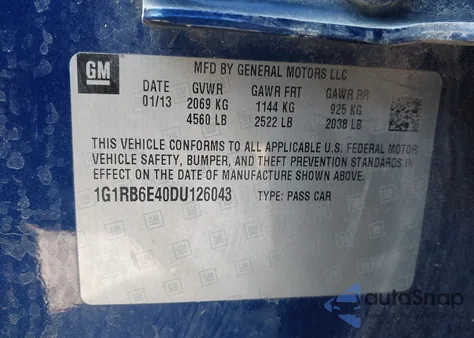 GM
MFD BY GENERAL MOTORS LLC
DATE GVWR GAWR FRT GAWR RR
01/13 2069 KG 1144 KG 925 KG
4560 LB 2522 LB 2038 LB
THIS VEHICLE CONFORMS TO ALL APPLICABLE U.S. FEDERAL MOTOR
VEHICLE SAFETY, BUMPER, AND THEFT PREVENTION STANDARDS IN
EFFECT ON THE DATE OF MANUFACTURE SHOWN ABOVE.
1G1RB6E40DU126043 TYPE: PASS CAR
autoSnap